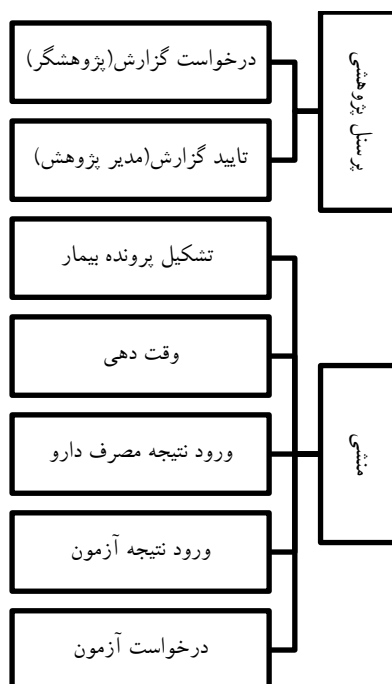 پرسنل پژوهشی
درخواست گزارش(پژوهشگر)
تایید گزارش(مدیر پژوهش)
منشی
تشکیل پرونده بیمار
وقت دهی
ورود نتیجه مصرف دارو
ورود نتیجه آزمون
درخواست آزمون